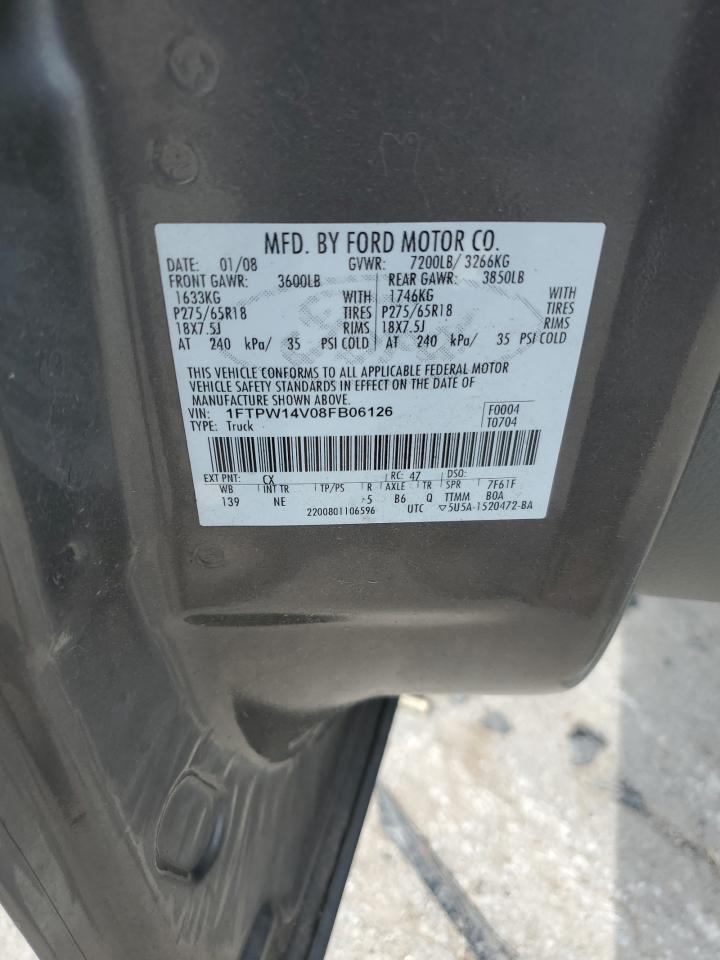 MFD. BY FORD MOTOR CO.
DATE: 01/08 GVWR: 7200LB/ 3266KG
FRONT GAWR: 3600LB REAR GAWR: 3850LB
1633KG WITH 1746KG WITH
P275/65R18 TIRES P275/65R18 TIRES
18X7.5J RIMS 18X7.5J RIMS
AT 240 kPa/ 35 PSI COLD AT 240 kPa/ 35 PSI COLD
THIS VEHICLE CONFORMS TO ALL APPLICABLE FEDERAL MOTOR
VEHICLE SAFETY STANDARDS IN EFFECT ON THE DATE OF
MANUFACTURE SHOWN ABOVE.
VIN: 1FTPW14V08FB06126 F0004
TYPE: Truck T0704
EXT PNT: CX RC: 47 DSO:
WB INT TR TP/PS R AXLE TR SPR 7F61F
139 NE 5 B6 Q TTMM B0A
2200801106596 UTC ▽5U5A-1520472-BA